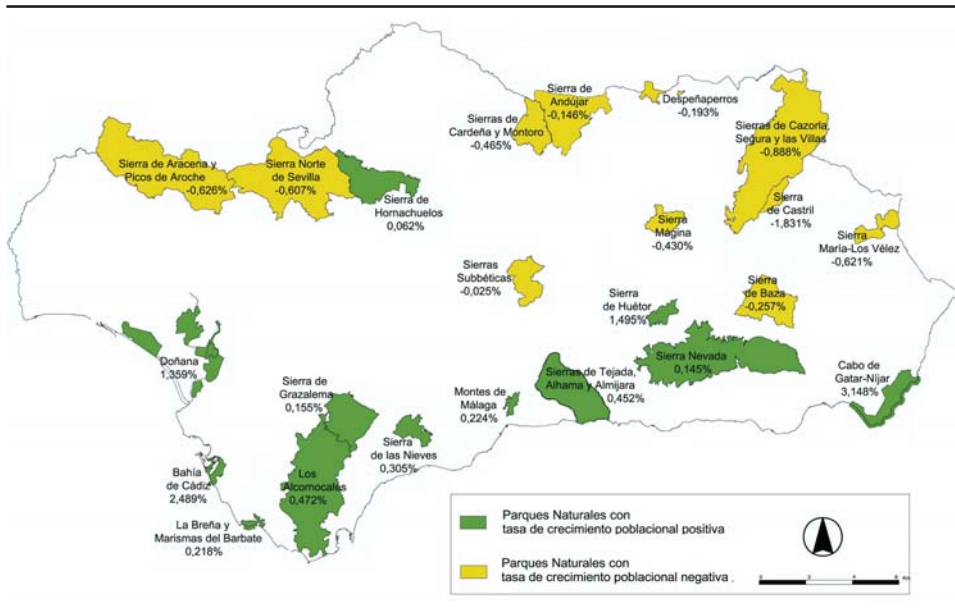 Sierra de
Andújar
-0,146%
Despeñaperros
-0,193%
Sierras de
Cardeña y Montoro
-0,465%
Sierras de Cazorla,
Segura y las Villas
-0,888%
Sierra de Aracena y
Picos de Aroche
-0,626%
Sierra Norte
de Sevilla
-0,607%
Sierra de
Hornachuelos
0,062%
Sierra
de Castril
-1,831%
Sierra
Mágina
-0,430%
Sierra
María-Los Vélez
-0,621%
Sierras
Subbéticas
-0,025%
Sierra
de Huétor
1,495%
Sierra
de Baza
-0,257%
Doñana
1,359%
Sierra Nevada
0,145%
Sierra de
Grazalema
0,155%
Montes de
Málaga
0,224%
Sierras de Tejada,
Alhama y Almijara
0,452%
Cabo de
Gatar-Níjar
3,148%
Sierra
de las Nieves
0,305%
Bahía
de Cádiz
2,489%
Los
Alcornocales
0,472%
La Breña y
Marismas del Barbate
0,218%
Parques Naturales con
tasa de crecimiento poblacional positiva
Parques Naturales con
tasa de crecimiento poblacional negativa .
0 2 4 6